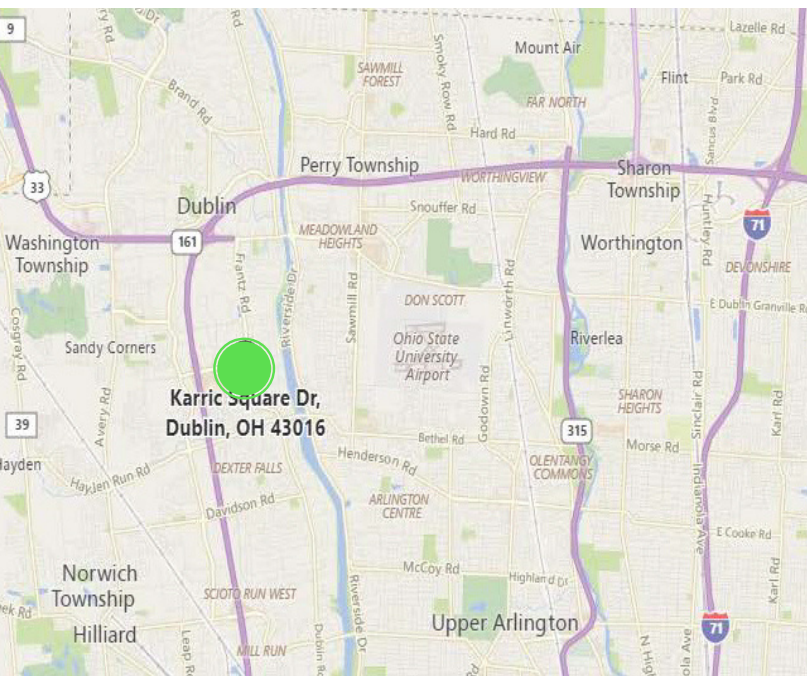 Lazelle Rd
9
Mount Air
SAWMILL
FOREST
Smoky Row Rd
Flint
Park Rd
Brand Rd
FAR NORTH
Sancus Blvd
Hard Rd
Perry Township
Sharon
Township
WORTHINGVIEW
33
Dublin
Snouffer Rd
Huntley Rd
71
MEADOWLAND
HEIGHTS
161
Washington
Township
Worthington
DEVONSHIRE
Frantz Rd
Riverside Dr
Sawmill Rd
Linworth Rd
DON SCOTT
E Dublin Granville Rd
Cosgray Rd
Sandy Corners
Ohio State
University
Airport
Riverlea
Karric Square Dr,
Dublin, OH 43016
Avery Rd
Godown Rd
SHARON
HEIGHTS
Sinclair Rd
Karl Rd
39
315
Bethel Rd
Morse Rd
Hayden Run Rd
DEXTER FALLS
Henderson Rd
OLENTANGY
COMMONS
Indianola Ave
Davidson Rd
ARLINGTON
CENTRE
E Cooke Rd
Norwich
Township
McCoy Rd
Highland Dr
Karl Rd
SCIOTO RUN WEST
Riverside Dr
Hilliard
Upper Arlington
71
MILL RUN